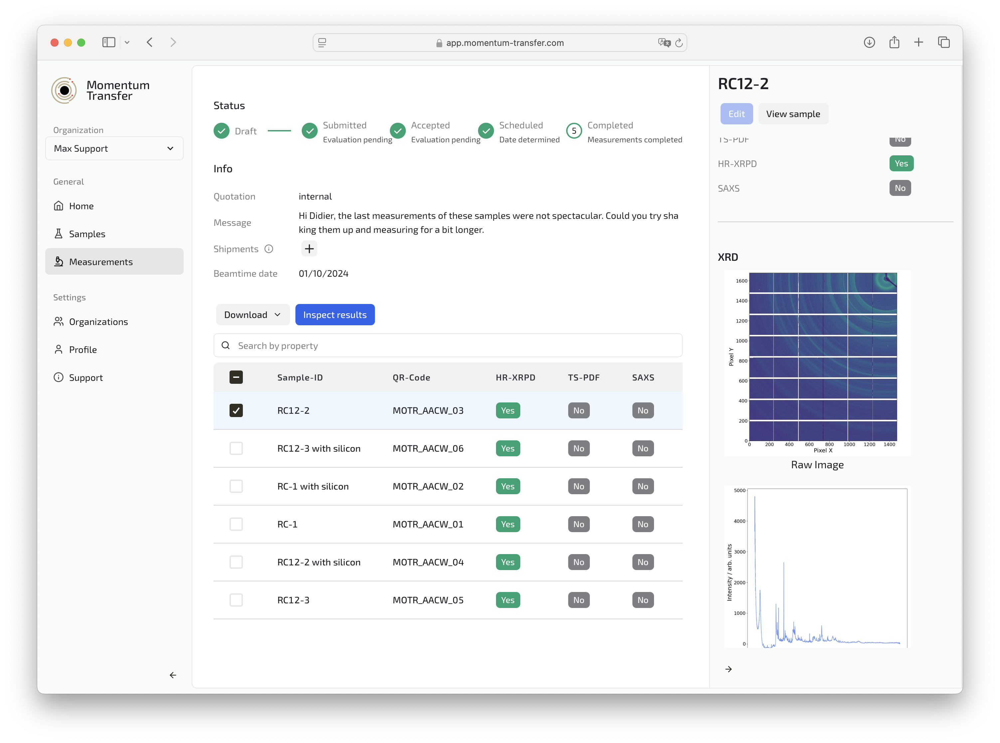 app.momentum-transfer.com
Momentum
Transfer
Organization
Max Support
General
Home
Samples
Measurements
Settings
Organizations
Profile
Support
Status
Draft
Submitted
Evaluation pending
Accepted
Evaluation pending
Scheduled
Date determined
5
Completed
Measurements completed
Info
Quotation
internal
Message
Hi Didier, the last measurements of these samples were not spectacular. Could you try sha
king them up and measuring for a bit longer.
Shipments
Beamtime date
01/10/2024
Download
Inspect results
Search by property
Sample-ID QR-Code HR-XRPD TS-PDF SAXS
RC12-2 MOTR_AACW_03 Yes No No
RC12-3 with silicon MOTR_AACW_06 Yes No No
RC-1 with silicon MOTR_AACW_02 Yes No No
RC-1 MOTR_AACW_01 Yes No No
RC12-2 with silicon MOTR_AACW_04 Yes No No
RC12-3 MOTR_AACW_05 Yes No No
RC12-2
Edit
View sample
TS-PDF No
HR-XRPD Yes
SAXS No
XRD
1600
1400
1200
1000
800
600
400
200
0
Pixel Y
0 200 400 600 800 1000 1200 1400
Pixel X
Raw Image
5000
4000
3000
2000
1000
0
Intensity / arb. units